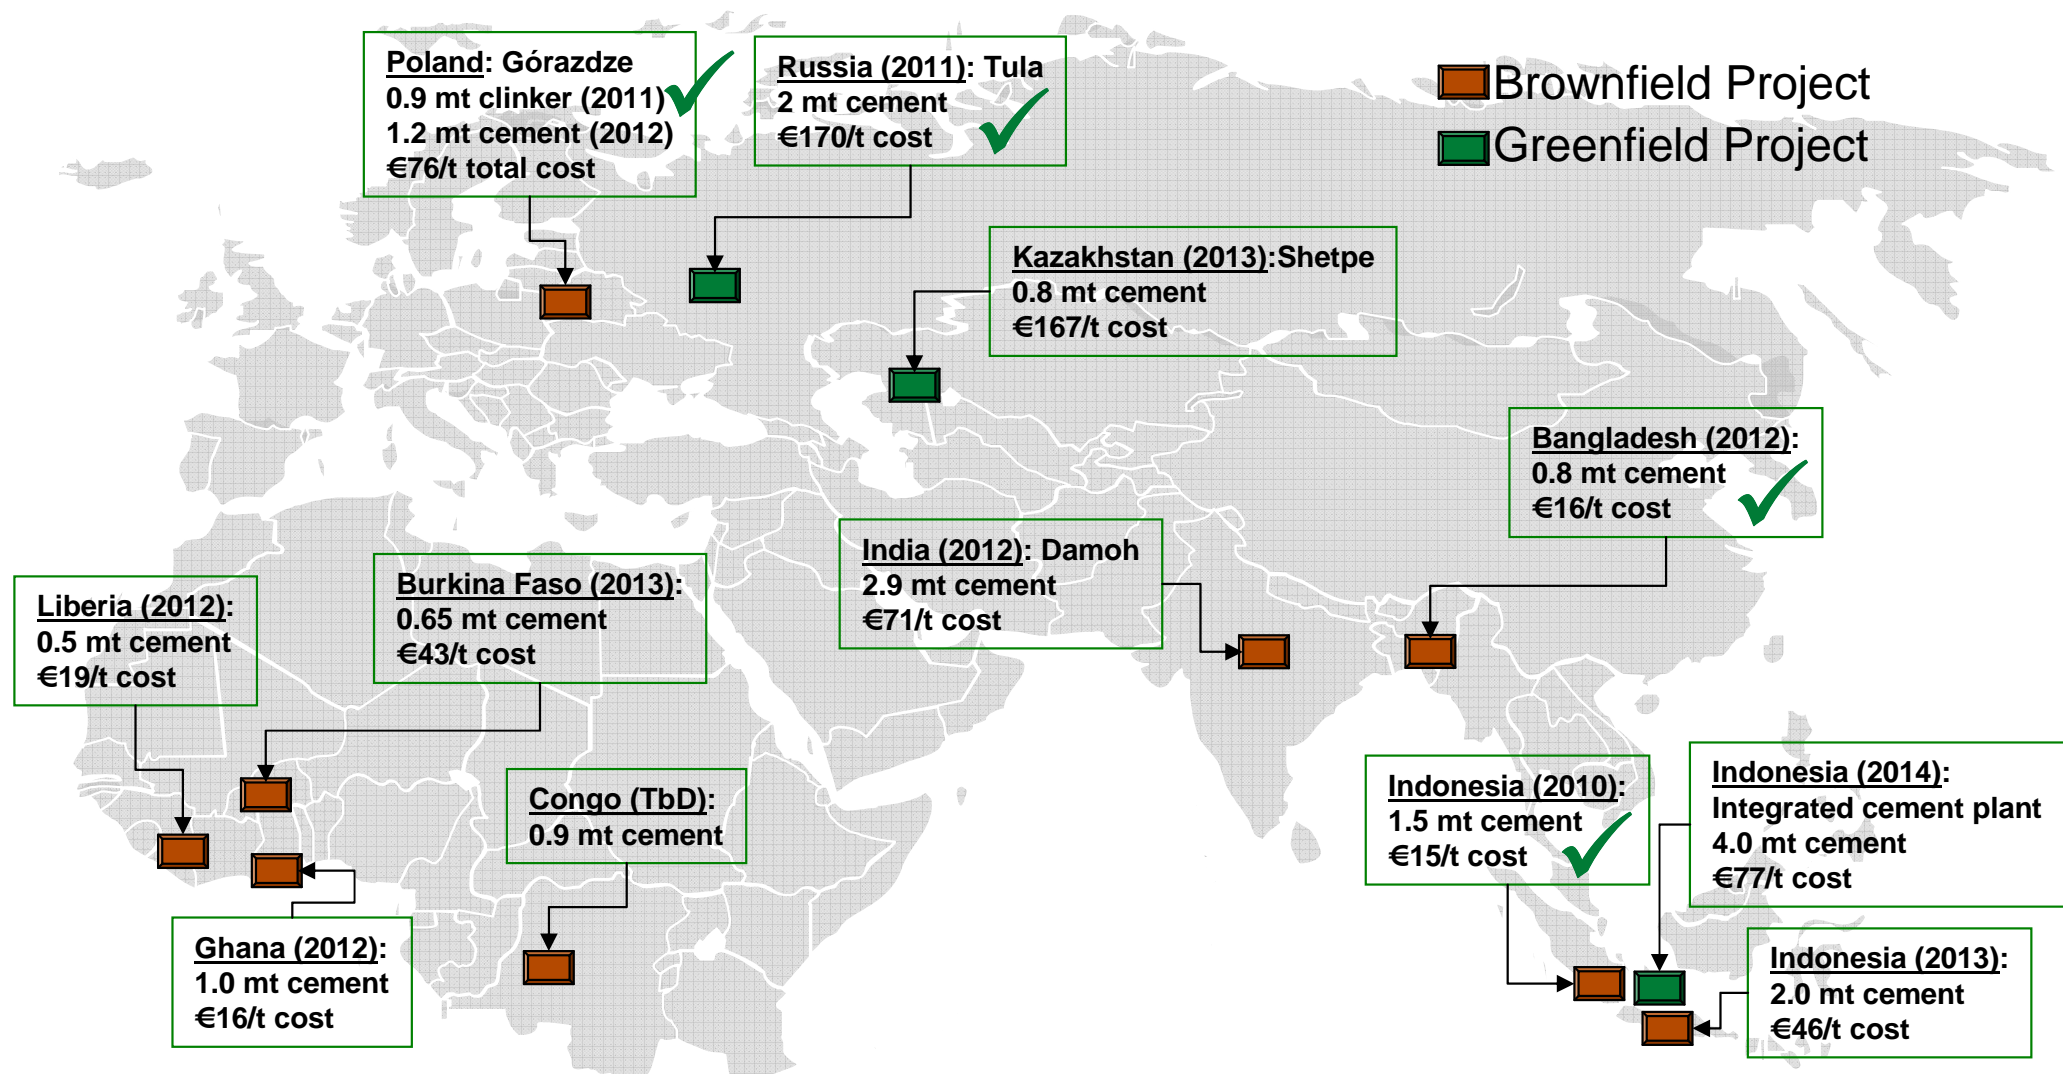 Poland: Górazdze
0.9 mt clinker (2011)
1.2 mt cement (2012)
€76/t total cost
Russia (2011): Tula
2 mt cement
€170/t cost
Brownfield Project
Greenfield Project
Kazakhstan (2013):Shetpe
0.8 mt cement
€167/t cost
Bangladesh (2012):
0.8 mt cement
€16/t cost
India (2012): Damoh
2.9 mt cement
€71/t cost
Burkina Faso (2013):
0.65 mt cement
€43/t cost
Liberia (2012):
0.5 mt cement
€19/t cost
Congo (TbD):
0.9 mt cement
Indonesia (2010):
1.5 mt cement
€15/t cost
Indonesia (2014):
Integrated cement plant
4.0 mt cement
€77/t cost
Ghana (2012):
1.0 mt cement
€16/t cost
Indonesia (2013):
2.0 mt cement
€46/t cost